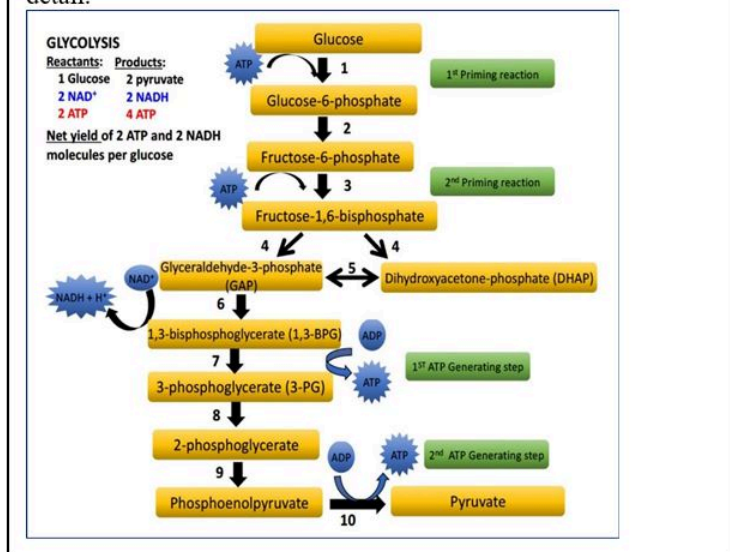 detail.
GLYCOLYSIS
Reactants: Products:
1 Glucose 2 pyruvate
2 NAD⁺ 2 NADH
2 ATP 4 ATP
Net yield of 2 ATP and 2 NADH
molecules per glucose
Glucose
ATP
1
1st Priming reaction
Glucose-6-phosphate
2
Fructose-6-phosphate
ATP
3
2nd Priming reaction
Fructose-1,6-bisphosphate
4
4
Glyceraldehyde-3-phosphate
(GAP)
5
Dihydroxyacetone-phosphate (DHAP)
NAD⁺
NADH + H⁺
6
1,3-bisphosphoglycerate (1,3-BPG)
ADP
7
ATP
1ST ATP Generating step
3-phosphoglycerate (3-PG)
8
2-phosphoglycerate
ADP
ATP
2nd ATP Generating step
9
Phosphoenolpyruvate
10
Pyruvate